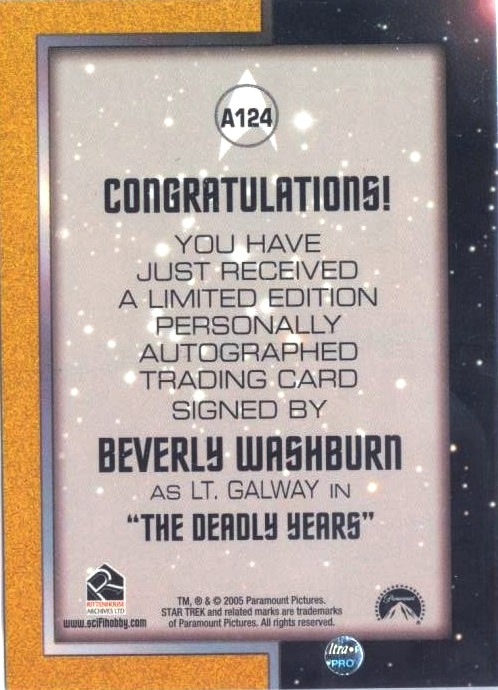 A124
CONGRATULATIONS!
YOU HAVE
JUST RECEIVED
A LIMITED EDITION
PERSONALLY
AUTOGRAPHED
TRADING CARD
SIGNED BY
BEVERLY WASHBURN
AS LT. GALWAY IN
"THE DEADLY YEARS"
RITTENHOUSE
ARCHIVES LTD
www.scifihobby.com
TM, ® & © 2005 Paramount Pictures.
STAR TREK and related marks are trademarks
of Paramount Pictures. All rights reserved.
Paramount
ltra•
PRO